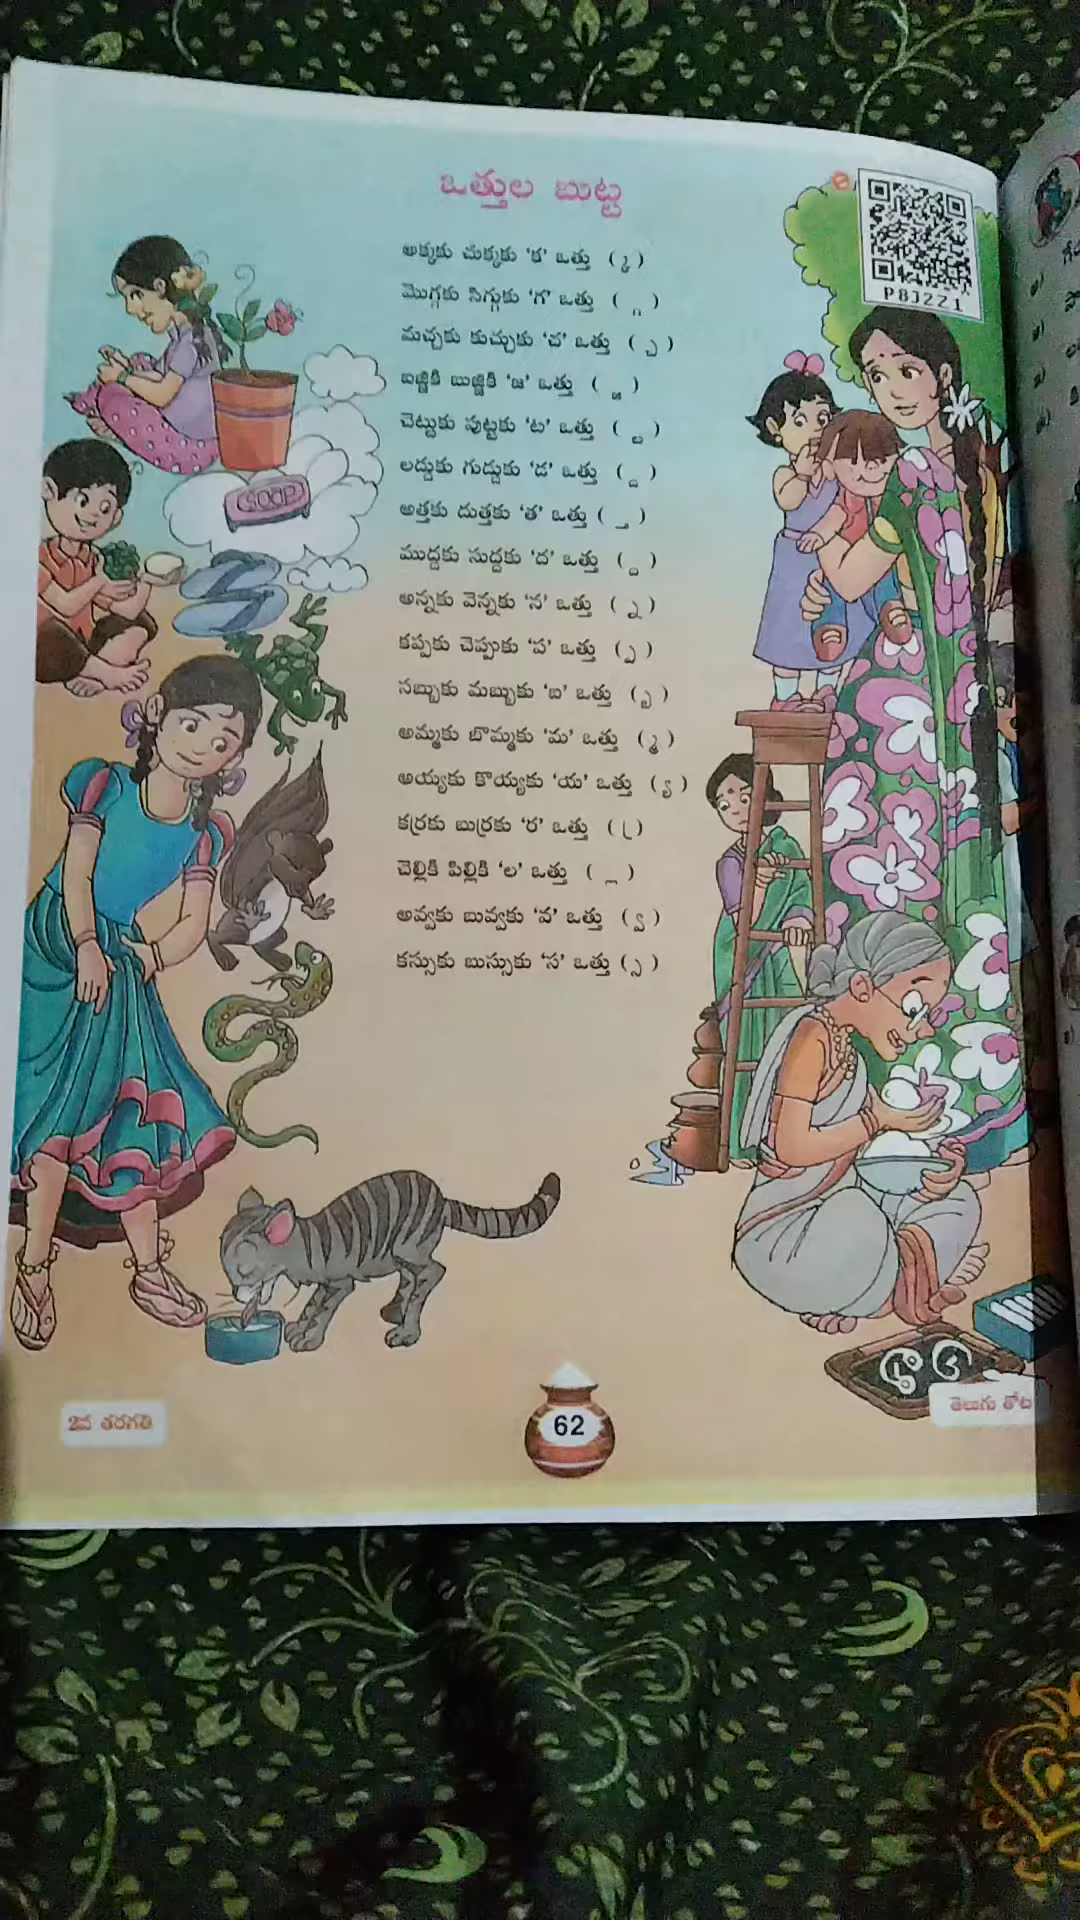 ఒత్తుల బుట్ట
P8J2Z1
అక్కకు చుక్కకు ‘క’ ఒత్తు ( ్క )
మొగ్గకు సిగ్గుకు ‘గ’ ఒత్తు ( ్గ )
మచ్చకు కుచ్చుకు ‘చ’ ఒత్తు ( ్చ )
బజ్జికి బుజ్జికి ‘జ’ ఒత్తు ( ్జ )
చెట్టుకు పుట్టకు ‘ట’ ఒత్తు ( ్ట )
లడ్డుకు గుడ్డుకు ‘డ’ ఒత్తు ( ్డ )
అత్తకు దుత్తకు ‘త’ ఒత్తు ( ్త )
ముద్దకు సుద్దకు ‘ద’ ఒత్తు ( ్ద )
అన్నకు వెన్నకు ‘న’ ఒత్తు ( ్న )
కప్పకు చెప్పుకు ‘ప’ ఒత్తు ( ్ప )
సబ్బుకు మబ్బుకు ‘బ’ ఒత్తు ( ్బ )
అమ్మకు బొమ్మకు ‘మ’ ఒత్తు ( ్మ )
అయ్యకు కొయ్యకు ‘య’ ఒత్తు ( ్య )
కర్రకు బుర్రకు ‘ర’ ఒత్తు ( ్ర )
చెల్లికి పిల్లికి ‘ల’ ఒత్తు ( ్ల )
అవ్వకు బువ్వకు ‘వ’ ఒత్తు ( ్వ )
కస్సుకు బుస్సుకు ‘స’ ఒత్తు ( ్స )
SOAP
2వ తరగతి
62
తెలుగు తోట